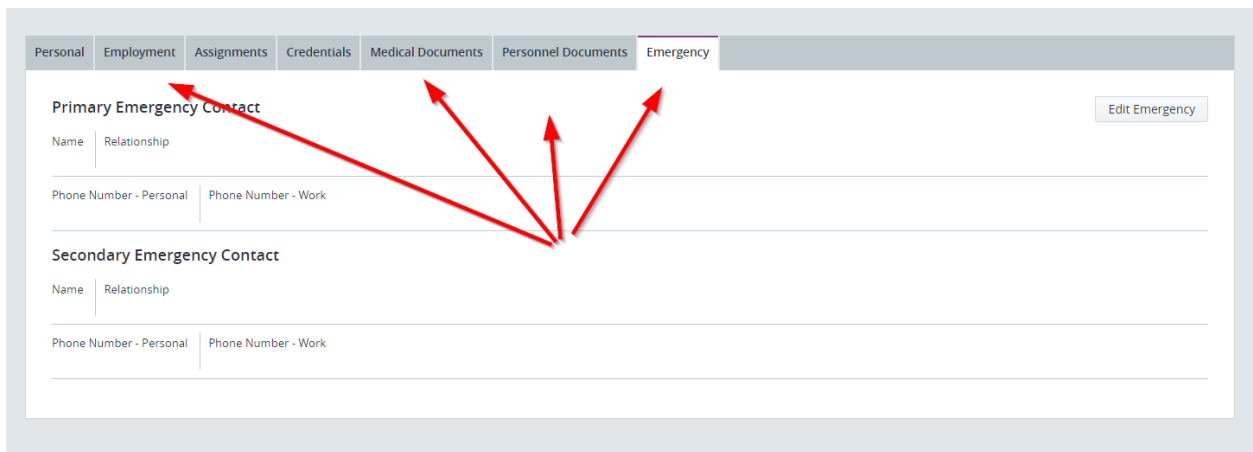 Personal Employment Assignments Credentials Medical Documents Personnel Documents Emergency
Primary Emergency Contact Edit Emergency
Name Relationship
Phone Number - Personal Phone Number - Work
Secondary Emergency Contact
Name Relationship
Phone Number - Personal Phone Number - Work